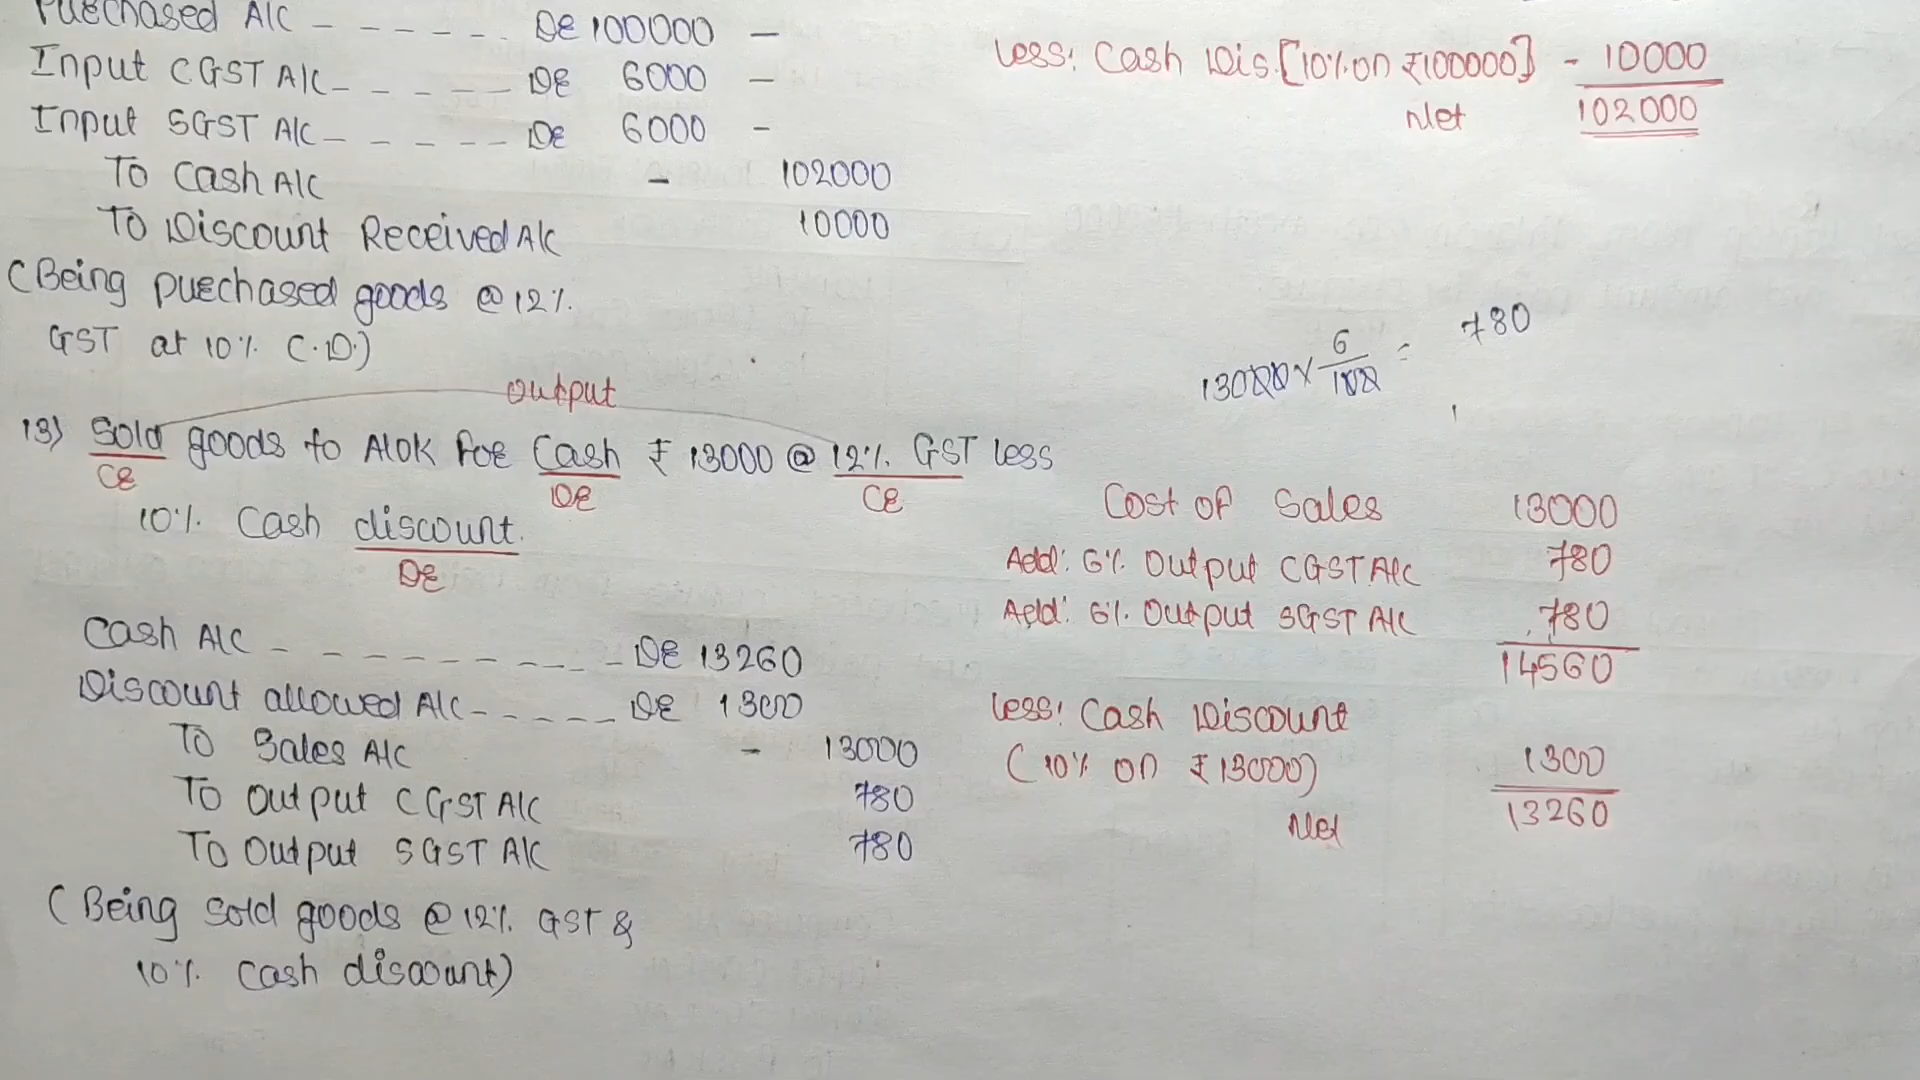 Purchased A/C - - - - - - Dr 100000 -
Input CGST A/C - - - - - - Dr 6000 -
Input SGST A/C - - - - - - Dr 6000 -
To Cash A/C - 102000
To Discount Received A/C 10000
(Being purchased goods @ 12%
GST at 10% C.D.)
Less: Cash Dis. [10% on ₹100000] - 10000
Net 102000
13000 × 6/100 = 780
Output
13) Sold goods to Alok for Cash ₹ 13000 @ 12% GST less
Cr Dr Cr
10% Cash discount.
Dr
Cash A/C - - - - - - - - - - Dr 13260
Discount allowed A/C - - - - - - Dr 1300
To Sales A/C - 13000
To Output CGST A/C 780
To Output SGST A/C 780
(Being sold goods @ 12% GST &
10% Cash discount)
Cost of Sales 13000
Add: 6% Output CGST A/C 780
Add: 6% Output SGST A/C 780
14560
Less: Cash Discount
(10% on ₹13000) 1300
Net 13260